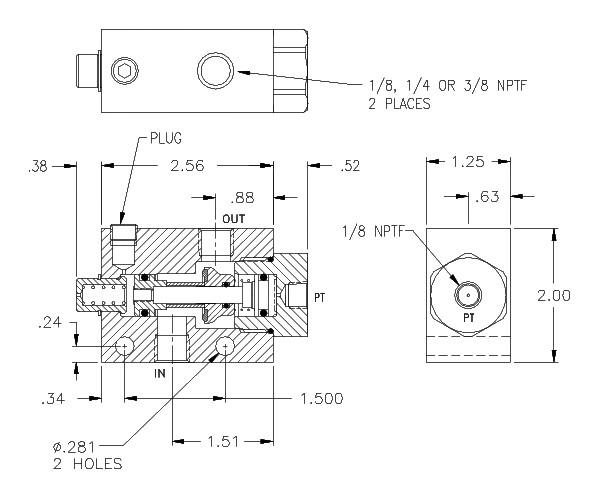 1/8, 1/4 OR 3/8 NPTF
2 PLACES
PLUG
.38
2.56
.52
1.25
.88
.63
OUT
1/8 NPTF
PT
PT
2.00
.24
IN
.34
1.500
1.51
ø.281
2 HOLES